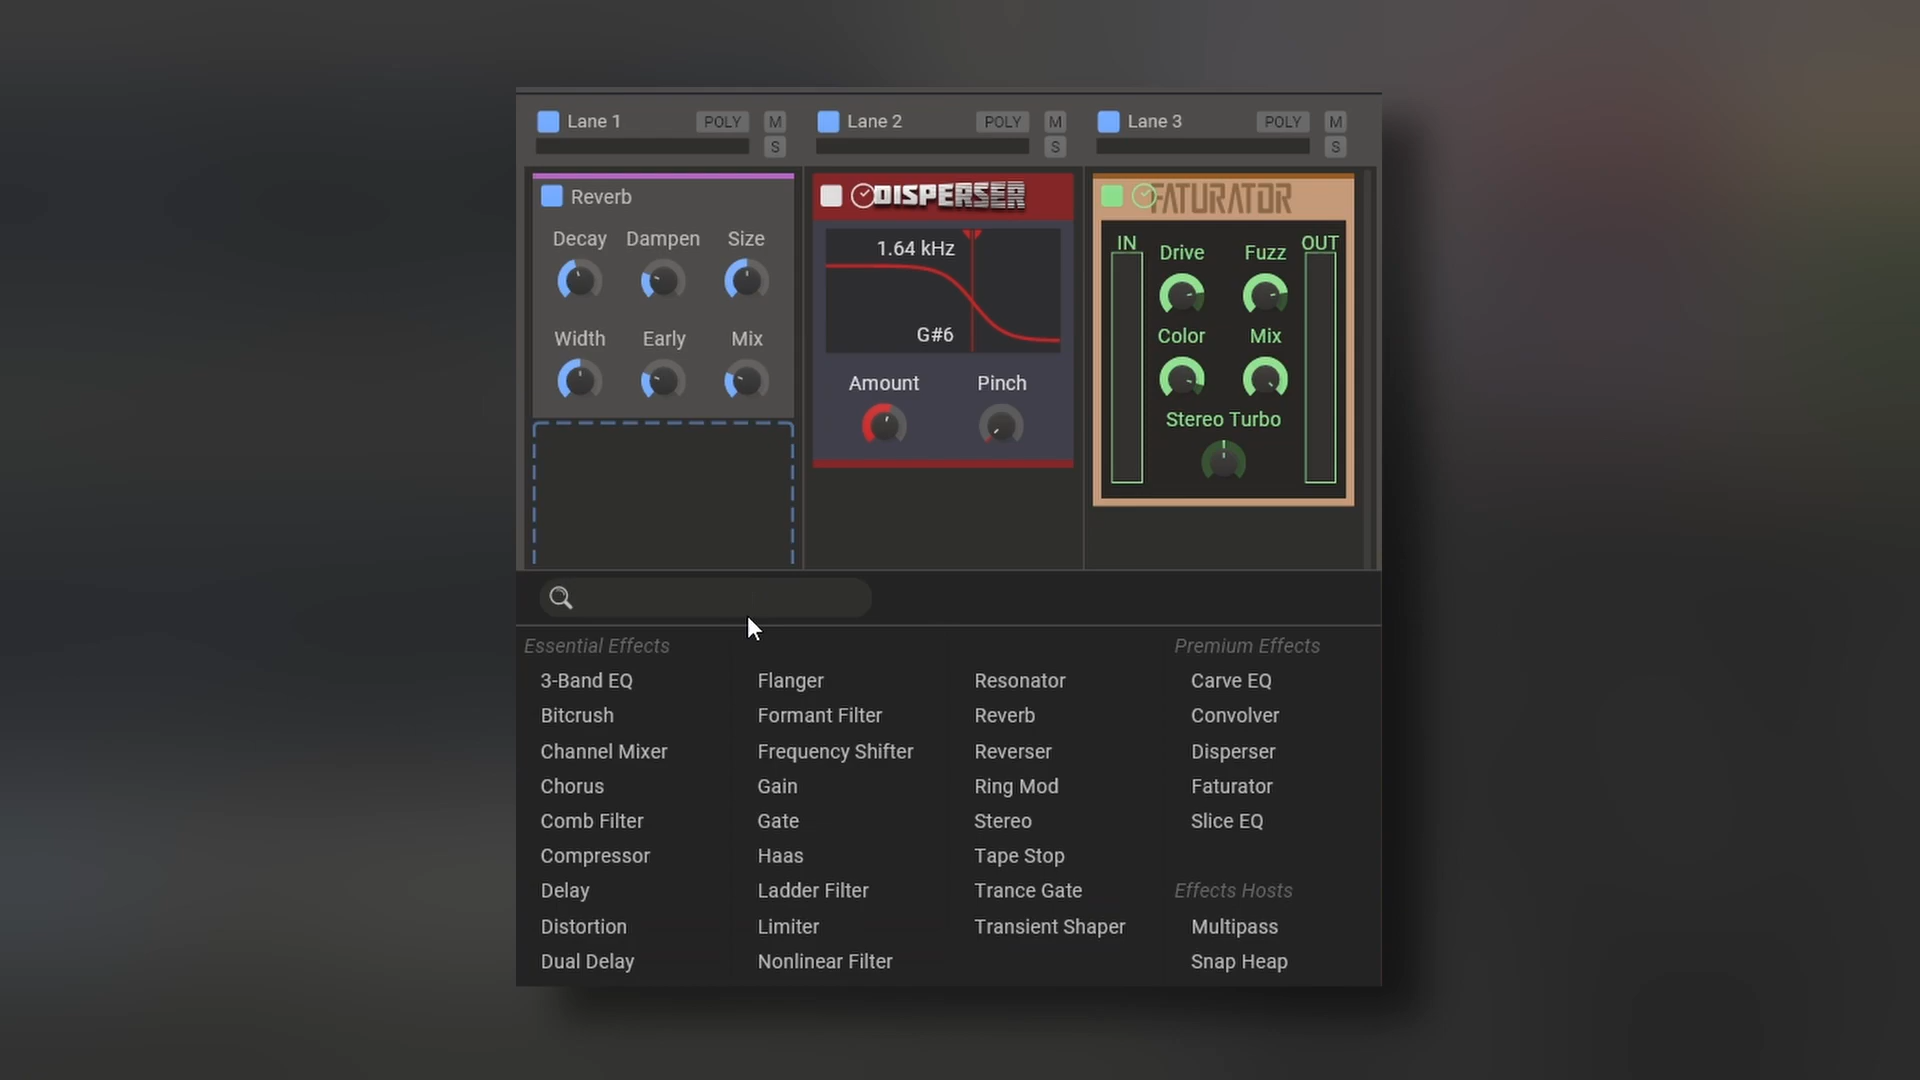 Lane 1 POLY M
S
Lane 2 POLY M
S
Lane 3 POLY M
S
Reverb
Decay Dampen Size
Width Early Mix
DISPERSER
1.64 kHz
G#6
Amount Pinch
FATURATOR
IN OUT
Drive Fuzz
Color Mix
Stereo Turbo
Essential Effects
3-Band EQ
Bitcrush
Channel Mixer
Chorus
Comb Filter
Compressor
Delay
Distortion
Dual Delay
Flanger
Formant Filter
Frequency Shifter
Gain
Gate
Haas
Ladder Filter
Limiter
Nonlinear Filter
Resonator
Reverb
Reverser
Ring Mod
Stereo
Tape Stop
Trance Gate
Transient Shaper
Premium Effects
Carve EQ
Convolver
Disperser
Faturator
Slice EQ
Effects Hosts
Multipass
Snap Heap